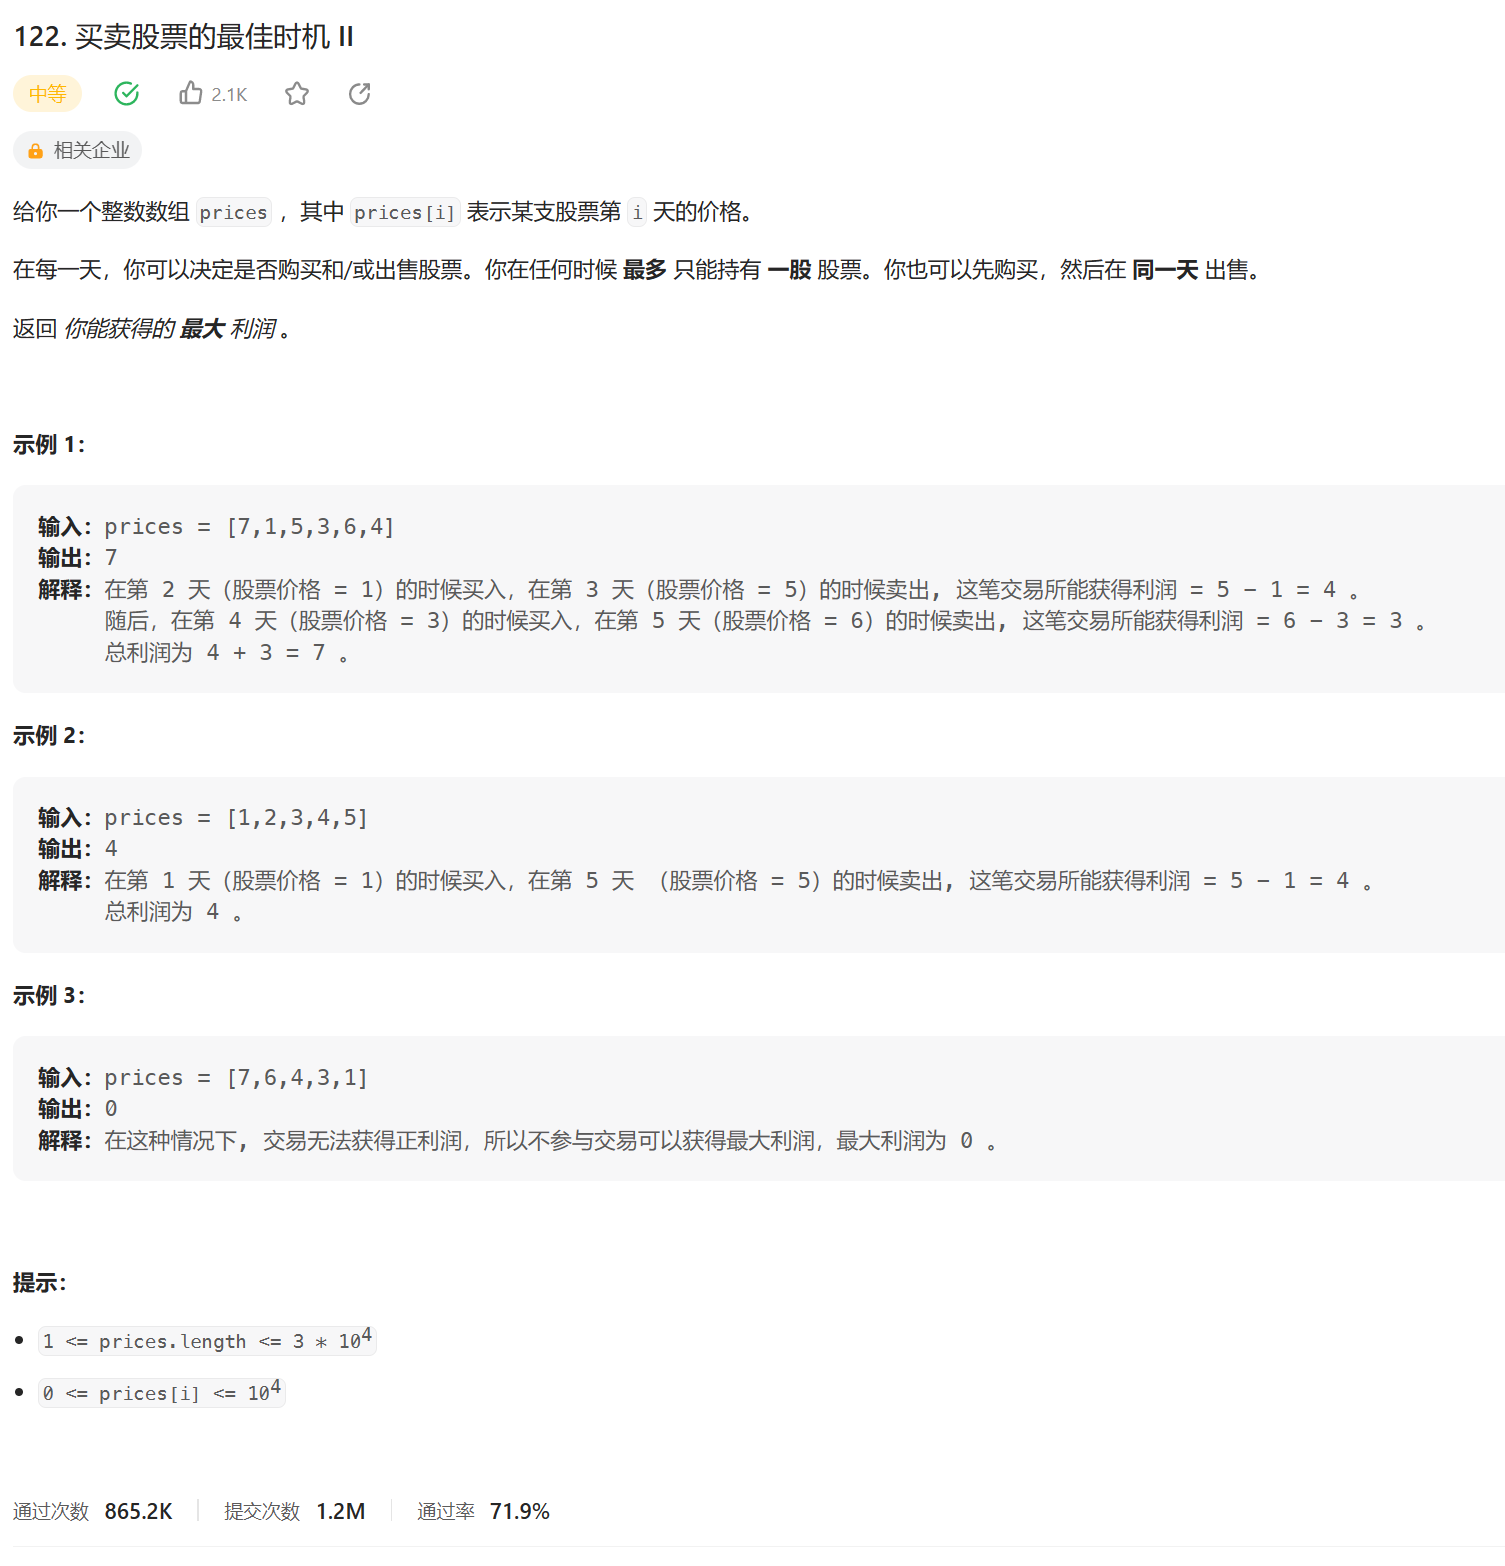 122. 买卖股票的最佳时机 II
中等 2.1K
相关企业
给你一个整数数组 prices ，其中 prices[i] 表示某支股票第 i 天的价格。
在每一天，你可以决定是否购买和/或出售股票。你在任何时候 最多 只能持有 一股 股票。你也可以先购买，然后在 同一天 出售。
返回 你能获得的 最大 利润 。
示例 1：
输入：prices = [7,1,5,3,6,4]
输出：7
解释：在第 2 天（股票价格 = 1）的时候买入，在第 3 天（股票价格 = 5）的时候卖出, 这笔交易所能获得利润 = 5 - 1 = 4 。
随后，在第 4 天（股票价格 = 3）的时候买入，在第 5 天（股票价格 = 6）的时候卖出, 这笔交易所能获得利润 = 6 - 3 = 3 。
总利润为 4 + 3 = 7 。
示例 2：
输入：prices = [1,2,3,4,5]
输出：4
解释：在第 1 天（股票价格 = 1）的时候买入，在第 5 天 （股票价格 = 5）的时候卖出, 这笔交易所能获得利润 = 5 - 1 = 4 。
总利润为 4 。
示例 3：
输入：prices = [7,6,4,3,1]
输出：0
解释：在这种情况下, 交易无法获得正利润，所以不参与交易可以获得最大利润，最大利润为 0 。
提示：
1 <= prices.length <= 3 * 10⁴
0 <= prices[i] <= 10⁴
通过次数 865.2K 提交次数 1.2M 通过率 71.9%